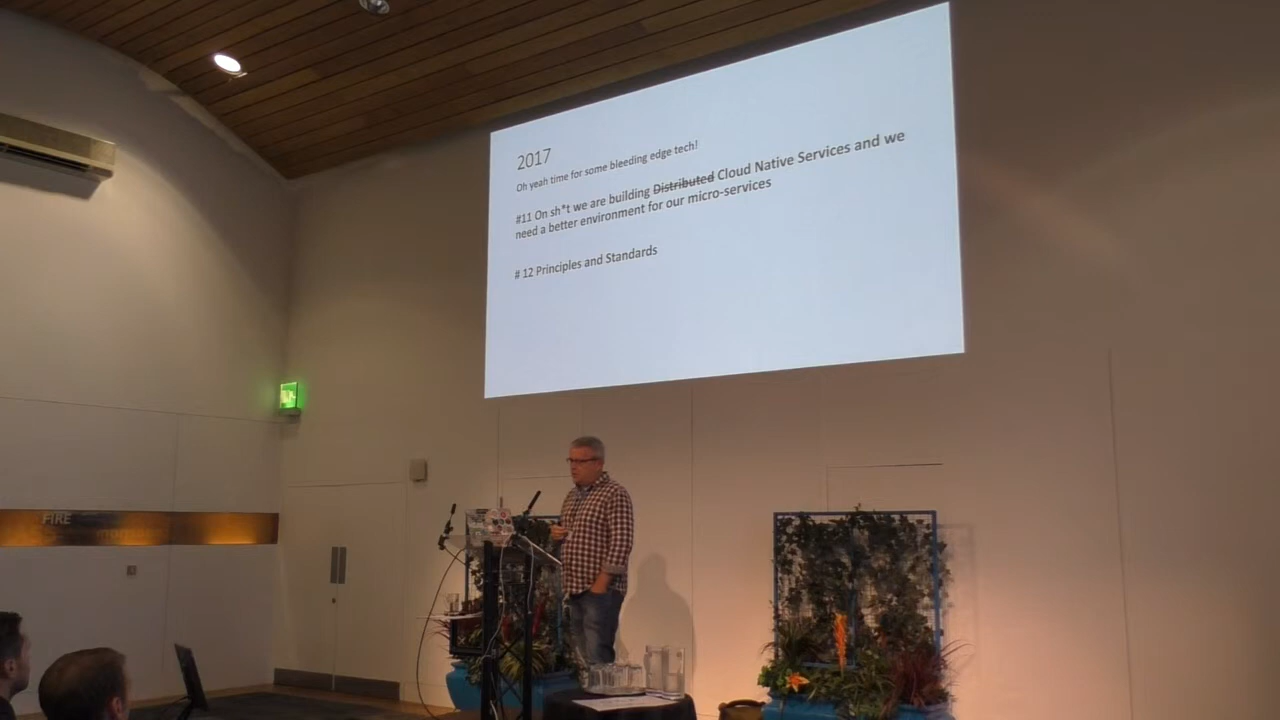 2017
Oh yeah time for some bleeding edge tech!
#11 On sh*t we are building Distributed Cloud Native Services and we
need a better environment for our micro-services
# 12 Principles and Standards
FIRE